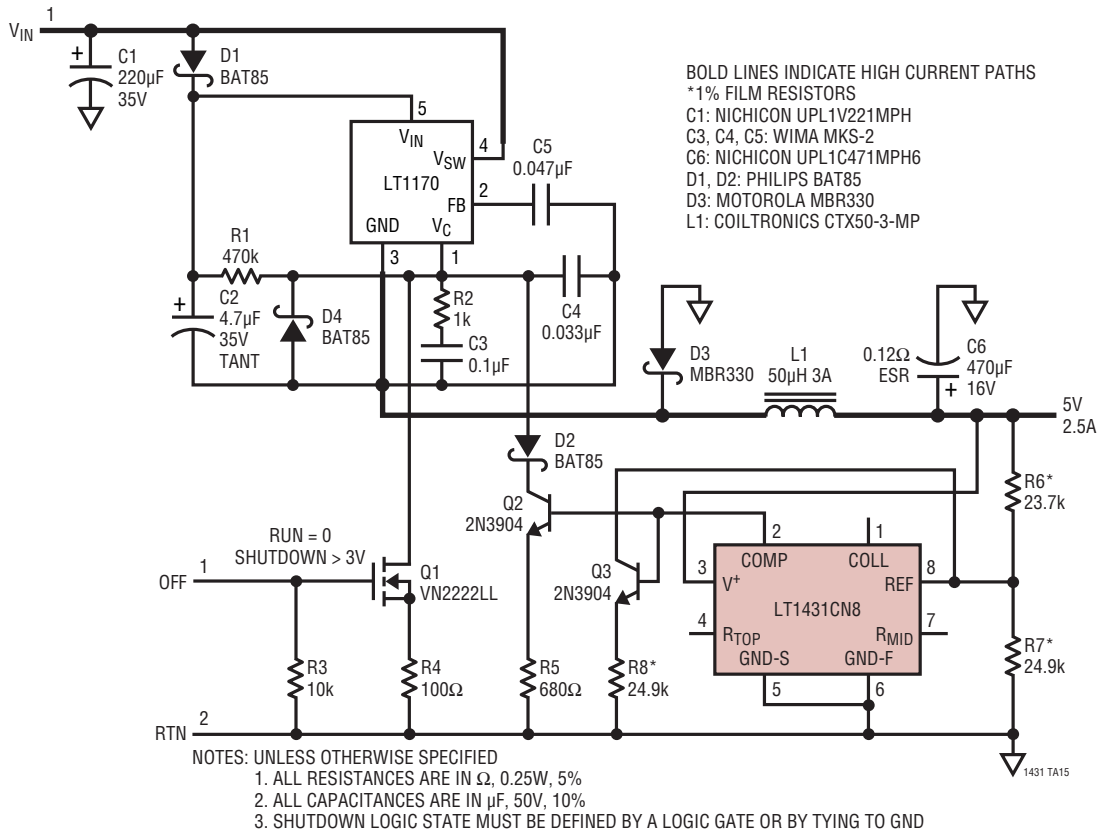 VIN
1
+
C1
220µF
35V
D1
BAT85
5
VIN
VSW
4
LT1170
FB
2
GND
VC
3
1
C5
0.047µF
BOLD LINES INDICATE HIGH CURRENT PATHS
*1% FILM RESISTORS
C1: NICHICON UPL1V221MPH
C3, C4, C5: WIMA MKS-2
C6: NICHICON UPL1C471MPH6
D1, D2: PHILIPS BAT85
D3: MOTOROLA MBR330
L1: COILTRONICS CTX50-3-MP
R1
470k
+
C2
4.7µF
35V
TANT
D4
BAT85
R2
1k
C3
0.1µF
C4
0.033µF
D3
MBR330
L1
50µH 3A
0.12Ω
ESR
C6
470µF
16V
+
5V
2.5A
D2
BAT85
Q2
2N3904
R6*
23.7k
RUN = 0
SHUTDOWN > 3V
OFF
1
Q1
VN2222LL
Q3
2N3904
2
1
COMP
COLL
3
V+
REF
8
LT1431CN8
4
RTOP
RMID
7
GND-S
GND-F
5
6
R3
10k
R4
100Ω
R5
680Ω
R8*
24.9k
R7*
24.9k
RTN
2
1431 TA15
NOTES: UNLESS OTHERWISE SPECIFIED
1. ALL RESISTANCES ARE IN Ω, 0.25W, 5%
2. ALL CAPACITANCES ARE IN µF, 50V, 10%
3. SHUTDOWN LOGIC STATE MUST BE DEFINED BY A LOGIC GATE OR BY TYING TO GND